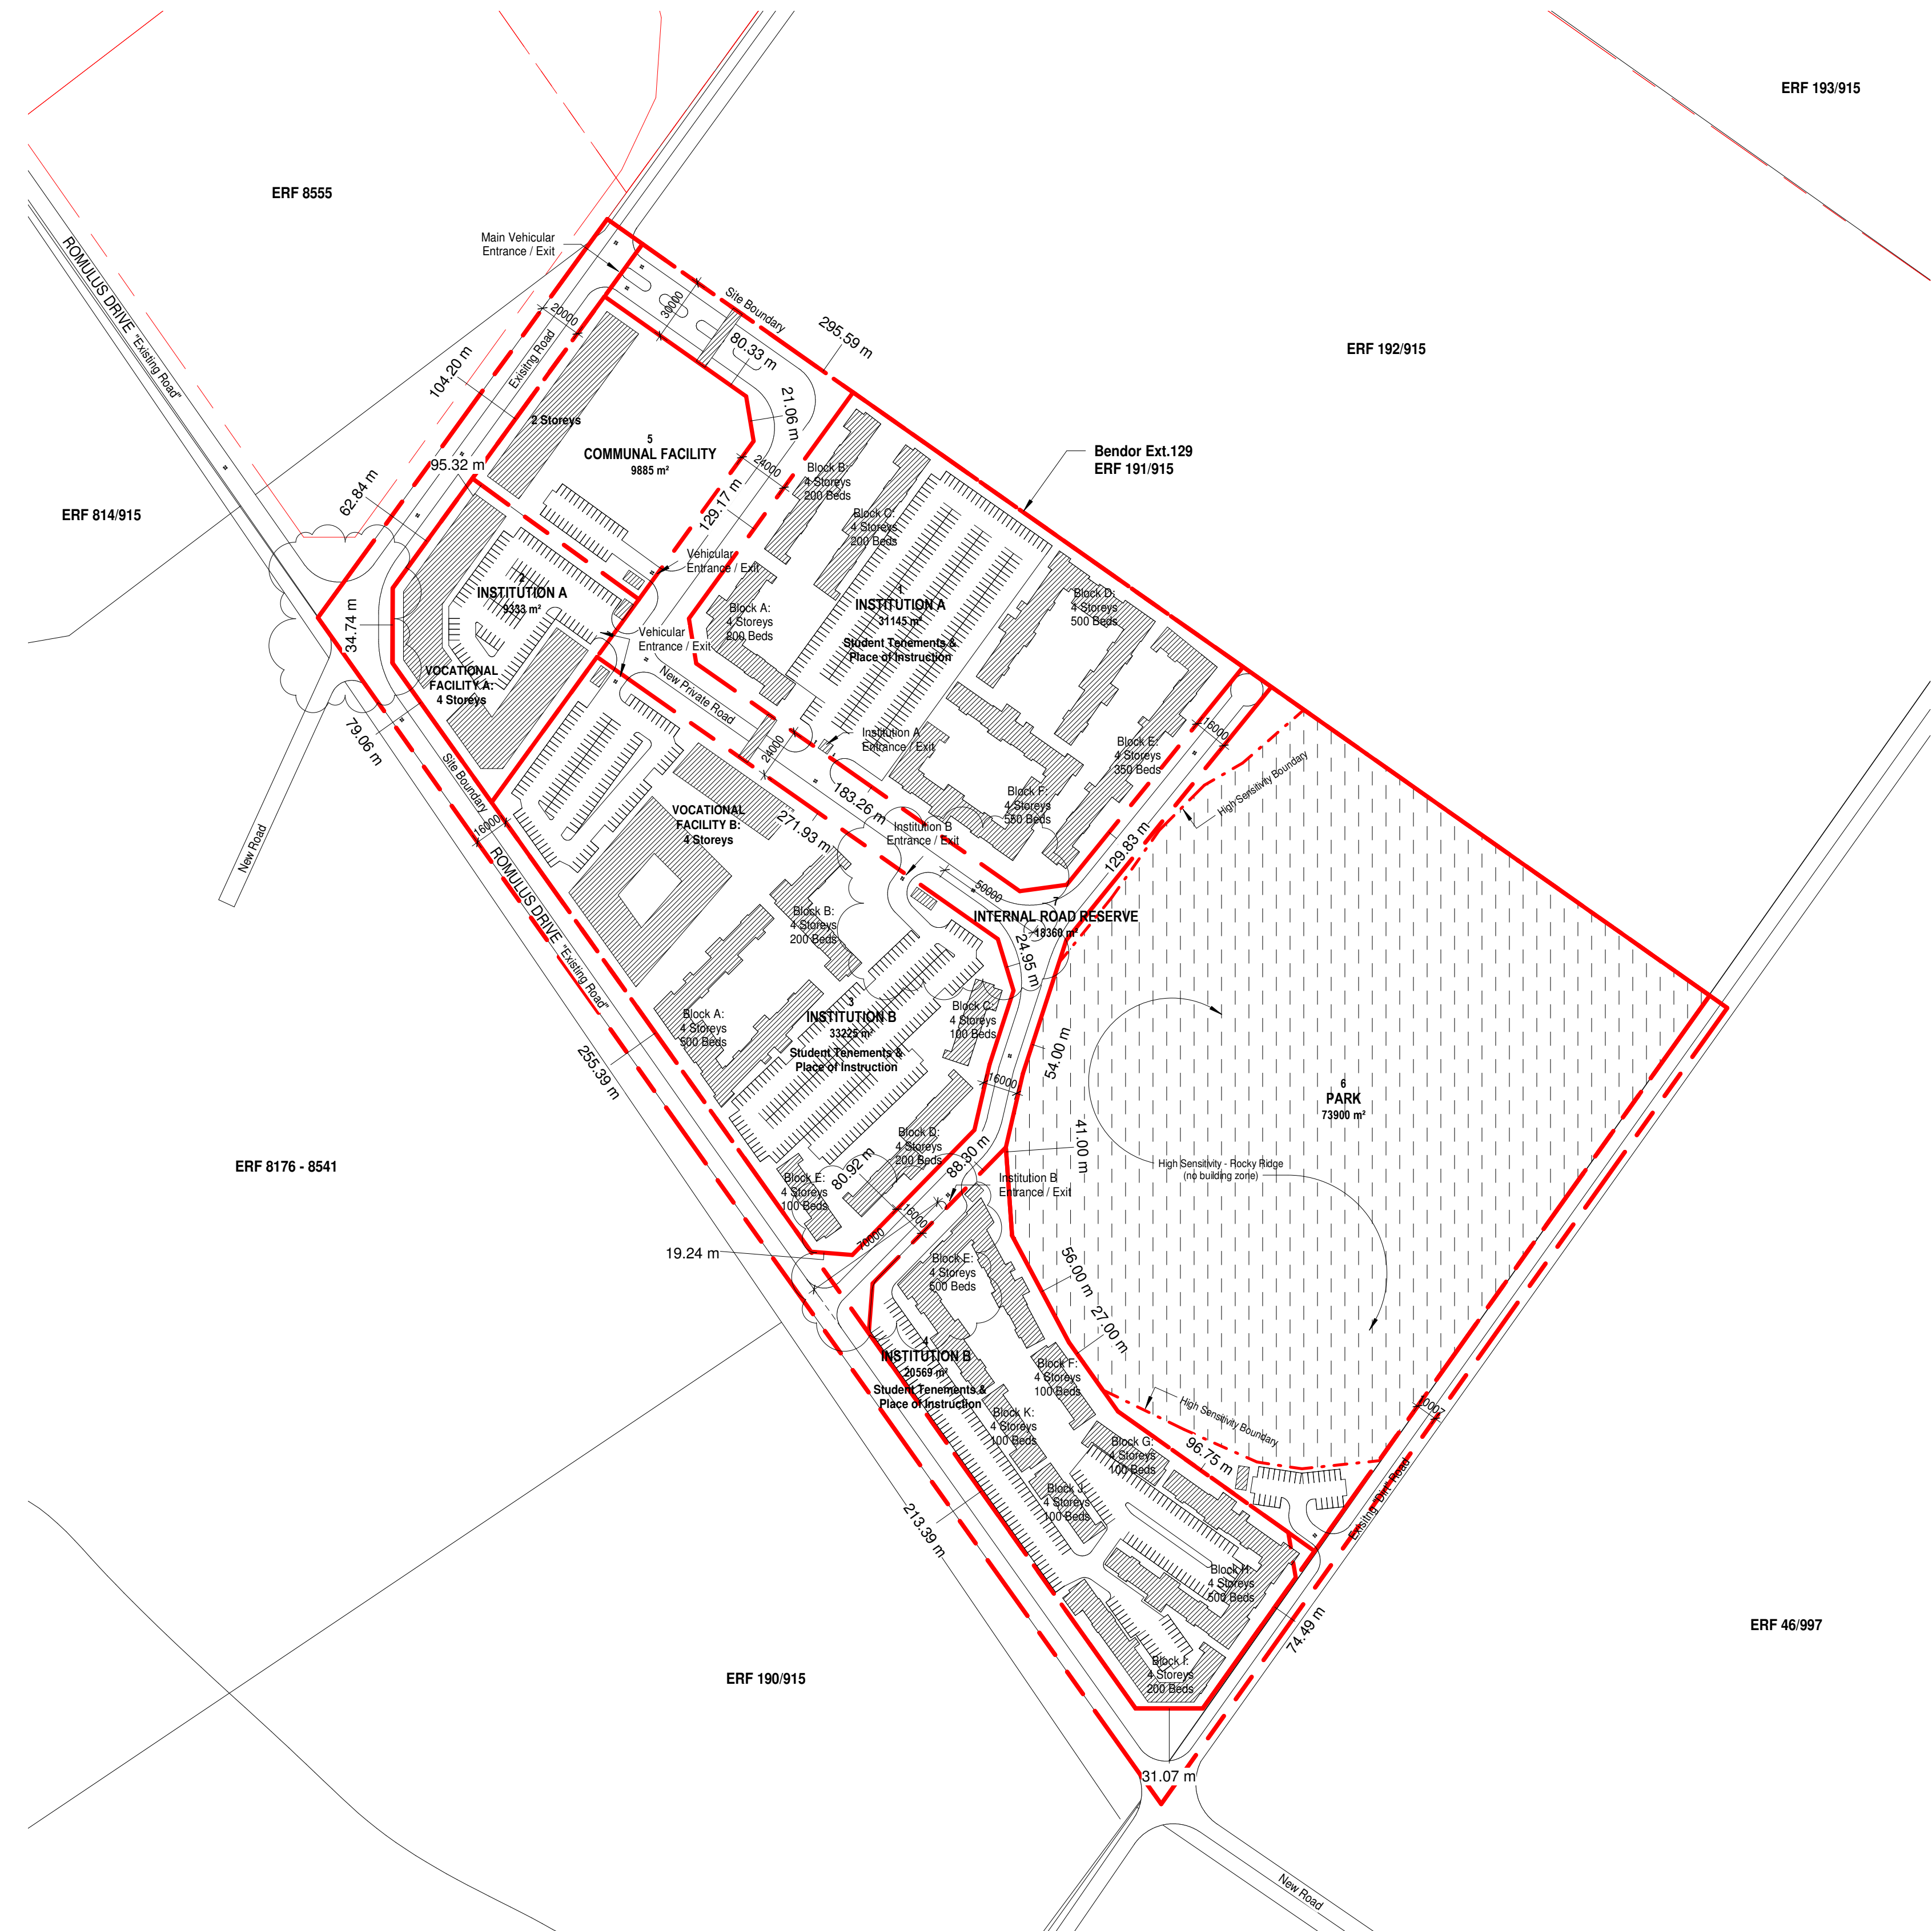 ERF 193/915
ERF 8555
ROMULUS DRIVE "Existing Road"
Main Vehicular
Entrance / Exit
20000
30000
Site Boundary
295.59 m
80.33 m
ERF 192/915
104.20 m
Exisitng Road
2 Storeys
5
COMMUNAL FACILITY
9885 m²
21.06 m
24000
129.17 m
95.32 m
62.84 m
ERF 814/915
34.74 m
Bendor Ext.129
ERF 191/915
Block B:
4 Storeys
200 Beds
Block C:
4 Storeys
200 Beds
Vehicular
Entrance / Exit
2
INSTITUTION A
9333 m²
VOCATIONAL
FACILITY A:
4 Storeys
Vehicular
Entrance / Exit
Block A:
4 Storeys
800 Beds
1
INSTITUTION A
31145 m²
Student Tenements &
Place of Instruction
Block D:
4 Storeys
500 Beds
New Private Road
24000
Institution A
Entrance / Exit
16000
Block E:
4 Storeys
350 Beds
High Sensitivity Boundary
79.06 m
Site Boundary
16000
New Road
VOCATIONAL
FACILITY B:
4 Storeys
271.93 m
183.26 m
Block F:
4 Storeys
550 Beds
Institution B
Entrance / Exit
129.83 m
50000
7
INTERNAL ROAD RESERVE
18360 m²
24.95 m
ROMULUS DRIVE "Existing Road"
Block B:
4 Storeys
200 Beds
Block A:
4 Storeys
500 Beds
3
INSTITUTION B
33225 m²
Student Tenements &
Place of Instruction
Block C:
4 Storeys
100 Beds
16000
54.00 m
255.39 m
6
PARK
73900 m²
41.00 m
High Sensitivity - Rocky Ridge
(no building zone)
ERF 8176 - 8541
Block D:
4 Storeys
200 Beds
88.30 m
80.92 m
Block E:
4 Storeys
100 Beds
Institution B
Entrance / Exit
16000
70000
19.24 m
Block E:
4 Storeys
500 Beds
56.00 m
27.00 m
4
INSTITUTION B
20569 m²
Student Tenements &
Place of Instruction
Block F:
4 Storeys
100 Beds
High Sensitivity Boundary
Block K:
4 Storeys
100 Beds
Block G:
4 Storeys
100 Beds
96.75 m
Block J:
4 Storeys
100 Beds
Exisitng "Dirt" Road
213.39 m
Block H:
4 Storeys
500 Beds
74.49 m
ERF 46/997
Block I:
4 Storeys
200 Beds
ERF 190/915
31.07 m
New Road